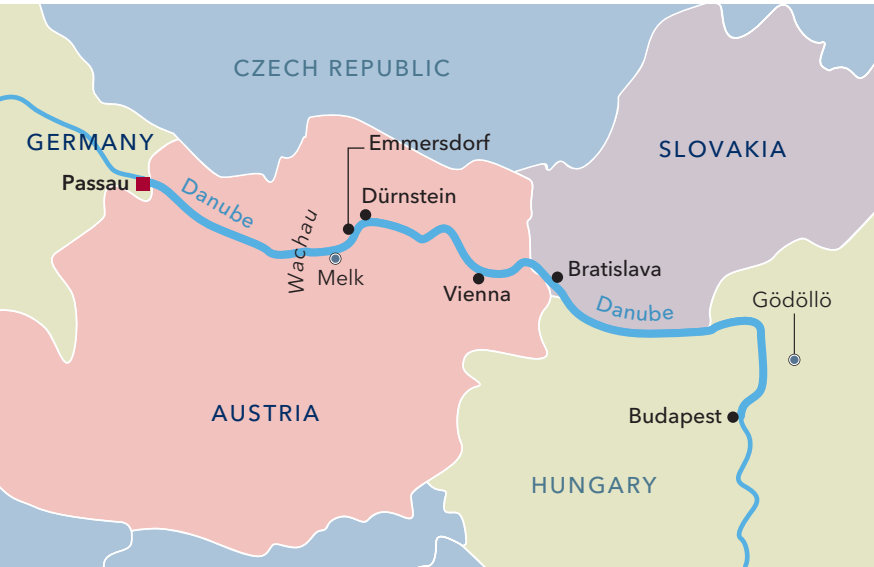 CZECH REPUBLIC
GERMANY
Emmersdorf
SLOVAKIA
Passau
Danube
Dürnstein
Wachau
Melk
Bratislava
Vienna
Danube
Gödöllö
AUSTRIA
Budapest
HUNGARY